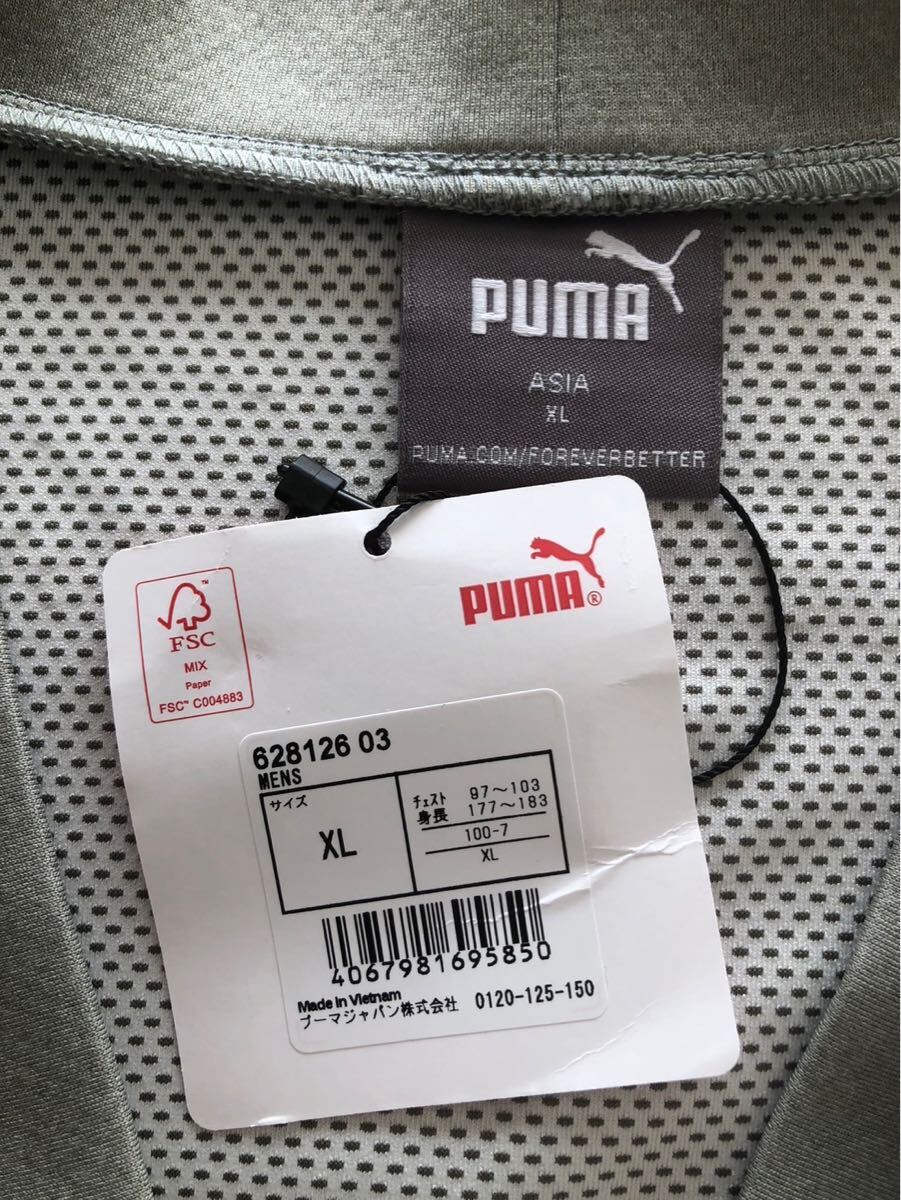 PUMA
ASIA
XL
PUMA.COM/FOREVERBETTER
PUMA®
FSC™
MIX
Paper
FSC™ C004883
628126 03
MENS
サイズ
XL
チェスト 97～103
身長 177～183
100-7
XL
4067981695850
Made in Vietnam
プーマジャパン株式会社 0120-125-150